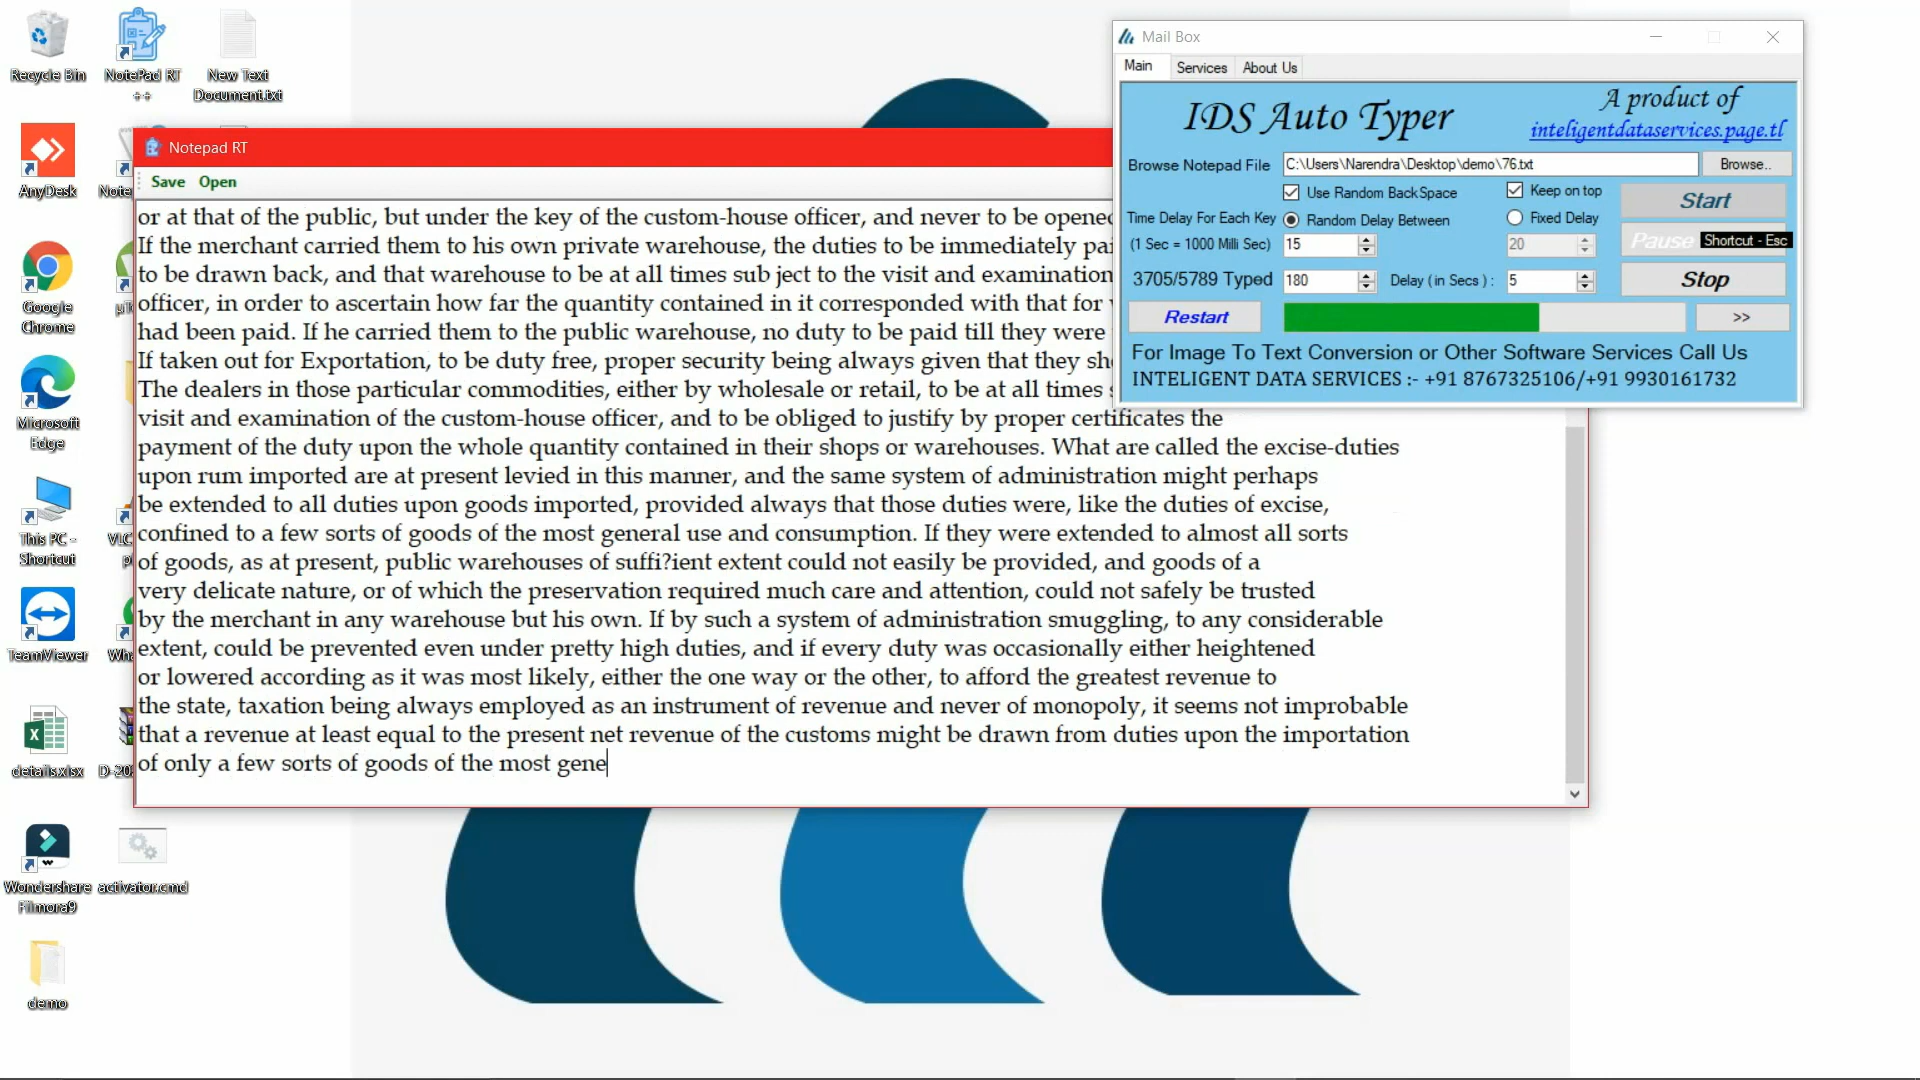 Recycle Bin
NotePad RT
++
New Text
Document.txt
AnyDesk
Note
Google
Chrome
Microsoft
Edge
This PC -
Shortcut
VLC
TeamViewer
details.xlsx
D-20
Wondershare
Filmora9
activator.cmd
demo
Notepad RT
Save Open
or at that of the public, but under the key of the custom-house officer, and never to be opened
If the merchant carried them to his own private warehouse, the duties to be immediately pai
to be drawn back, and that warehouse to be at all times sub ject to the visit and examination
officer, in order to ascertain how far the quantity contained in it corresponded with that for
had been paid. If he carried them to the public warehouse, no duty to be paid till they were
If taken out for Exportation, to be duty free, proper security being always given that they sh
The dealers in those particular commodities, either by wholesale or retail, to be at all times
visit and examination of the custom-house officer, and to be obliged to justify by proper certificates the
payment of the duty upon the whole quantity contained in their shops or warehouses. What are called the excise-duties
upon rum imported are at present levied in this manner, and the same system of administration might perhaps
be extended to all duties upon goods imported, provided always that those duties were, like the duties of excise,
confined to a few sorts of goods of the most general use and consumption. If they were extended to almost all sorts
of goods, as at present, public warehouses of suffi?ient extent could not easily be provided, and goods of a
very delicate nature, or of which the preservation required much care and attention, could not safely be trusted
by the merchant in any warehouse but his own. If by such a system of administration smuggling, to any considerable
extent, could be prevented even under pretty high duties, and if every duty was occasionally either heightened
or lowered according as it was most likely, either the one way or the other, to afford the greatest revenue to
the state, taxation being always employed as an instrument of revenue and never of monopoly, it seems not improbable
that a revenue at least equal to the present net revenue of the customs might be drawn from duties upon the importation
of only a few sorts of goods of the most gene
Mail Box
Main Services About Us
IDS Auto Typer
A product of
inteligentdataservices.page.tl
Browse Notepad File C:\Users\Narendra\Desktop\demo\76.txt Browse..
Use Random BackSpace Keep on top Start
Time Delay For Each Key Random Delay Between Fixed Delay
(1 Sec = 1000 Milli Sec) 15 20 Pause Shortcut - Esc
3705/5789 Typed 180 Delay ( in Secs ) : 5 Stop
Restart >>
For Image To Text Conversion or Other Software Services Call Us
INTELIGENT DATA SERVICES :- +91 8767325106/+91 9930161732